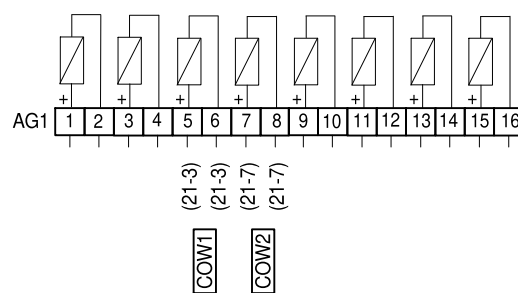 + + + + + + + +
AG1 1 2 3 4 5 6 7 8 9 10 11 12 13 14 15 16
(21-3) (21-3) (21-7) (21-7)
COW1 COW2